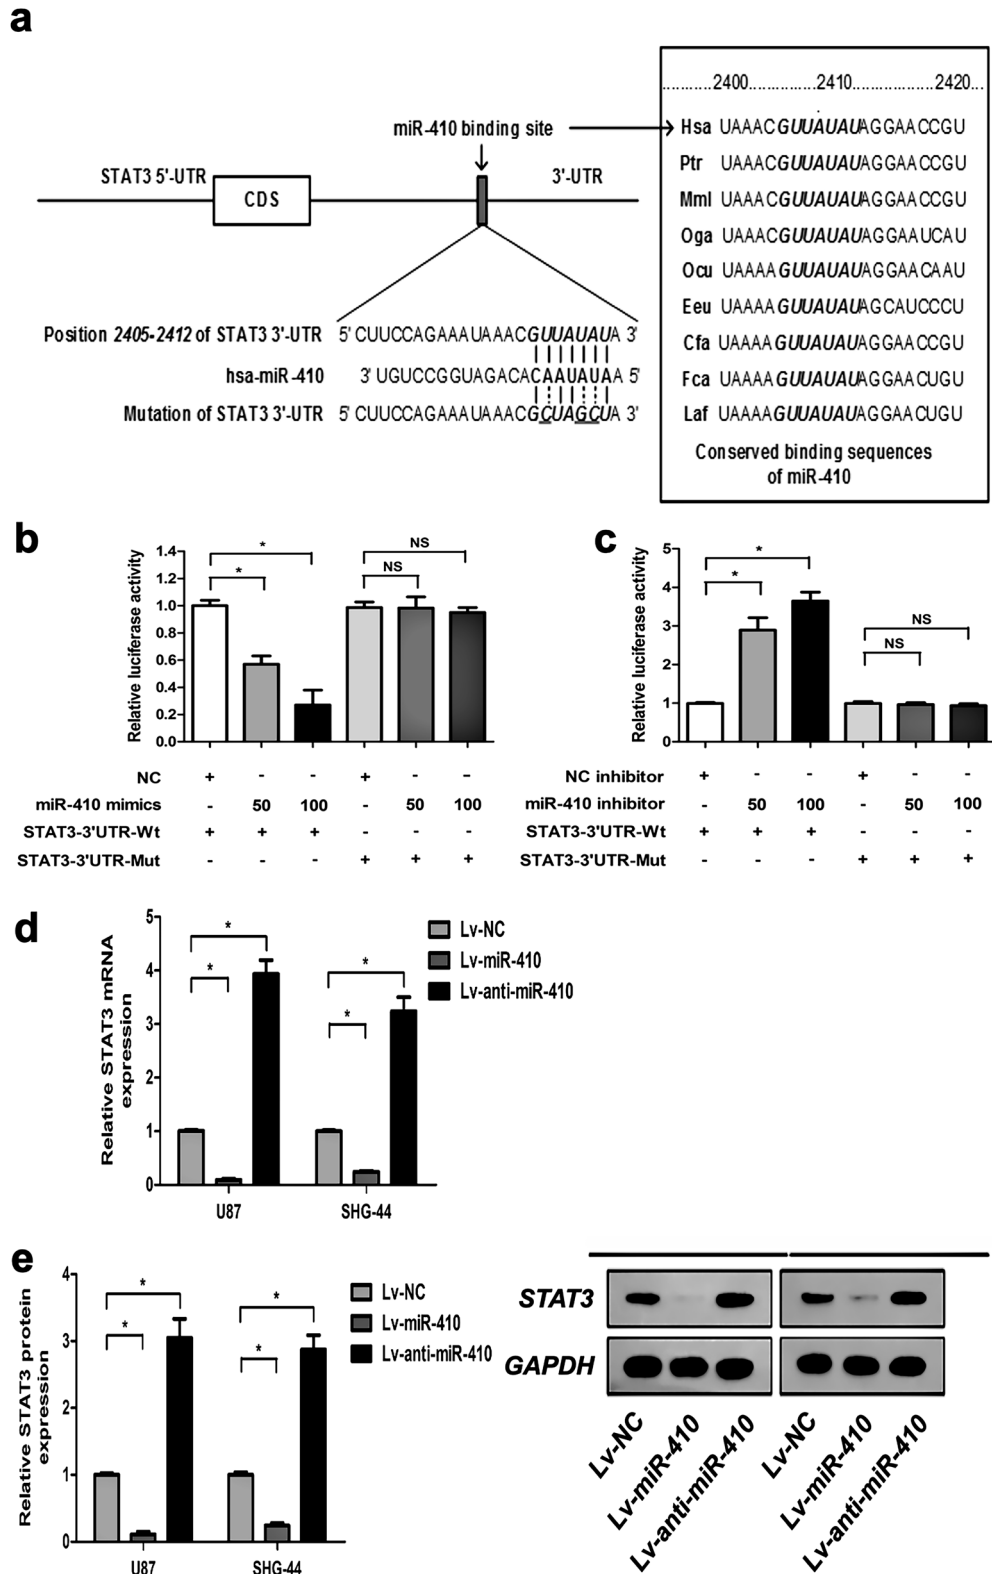 a
...........2400..............2410................2420...
miR-410 binding site
Hsa UAAACGUUAUAUAGGAACCGU
Ptr UAAACGUUAUAUAGGAACCGU
Mml UAAACGUUAUAUAGGAACCGU
Oga UAAACGUUAUAUAGGAAUCAU
Ocu UAAAAGUUAUAUAGGAACAAU
Eeu UAAAAGUUAUAUAGCAUCCCU
Cfa UAAAAGUUAUAUAGGAACCGU
Fca UAAAAGUUAUAUAGGAACUGU
Laf UAAAAGUUAUAUAGGAACUGU
Conserved binding sequences
of miR-410
STAT3 5'-UTR
CDS
3'-UTR
Position 2405-2412 of STAT3 3'-UTR 5' CUUCCAGAAAUAAACGUUAUAUA 3'
hsa-miR-410 3' UGUCCGGUAGACACAAUAUAA 5'
Mutation of STAT3 3'-UTR 5' CUUCCAGAAAUAAACGCUAGCUA 3'
b
Relative luciferase activity
1.4
1.2
1.0
0.8
0.6
0.4
0.2
0.0
* * NS NS
NC + - - + - -
miR-410 mimics - 50 100 - 50 100
STAT3-3'UTR-Wt + + + - - -
STAT3-3'UTR-Mut - - - + + +
c
Relative luciferase activity
5
4
3
2
1
0
* * NS NS
NC inhibitor + - - + - -
miR-410 inhibitor - 50 100 - 50 100
STAT3-3'UTR-Wt + + + - - -
STAT3-3'UTR-Mut - - - + + +
d
Relative STAT3 mRNA
expression
5
4
3
2
1
0
* * * *
U87 SHG-44
Lv-NC
Lv-miR-410
Lv-anti-miR-410
e
Relative STAT3 protein
expression
4
3
2
1
0
* * * *
U87 SHG-44
Lv-NC
Lv-miR-410
Lv-anti-miR-410
STAT3
GAPDH
Lv-NC
Lv-miR-410
Lv-anti-miR-410
Lv-NC
Lv-miR-410
Lv-anti-miR-410